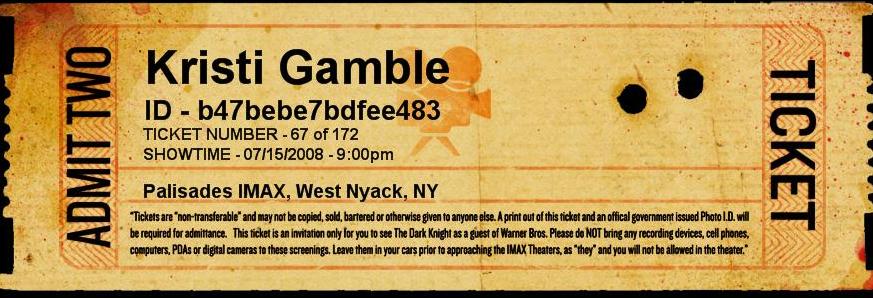 ADMIT TWO
Kristi Gamble
ID - b47bebe7bdfee483
TICKET NUMBER - 67 of 172
SHOWTIME - 07/15/2008 - 9:00pm
Palisades IMAX, West Nyack, NY
"Tickets are "non-transferable" and may not be copied, sold, bartered or otherwise given to anyone else. A print out of this ticket and an offical government issued Photo I.D. will
be required for admittance. This ticket is an invitation only for you to see The Dark Knight as a guest of Warner Bros. Please do NOT bring any recording devices, cell phones,
computers, PDAs or digital cameras to these screenings. Leave them in your cars prior to approaching the IMAX Theaters, as "they" and you will not be allowed in the theater."
TICKET